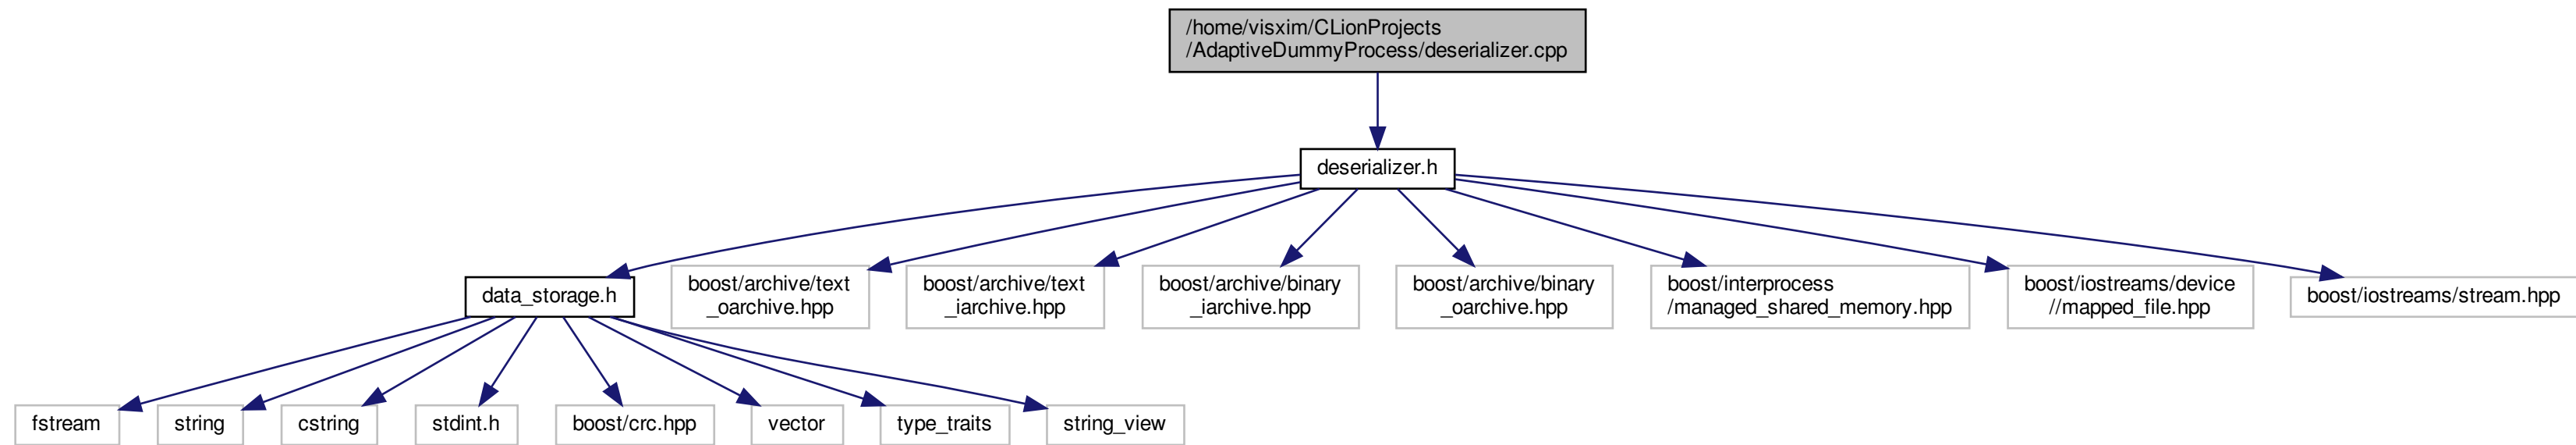 /home/visxim/CLionProjects
/AdaptiveDummyProcess/deserializer.cpp
deserializer.h
data_storage.h
boost/archive/text
_oarchive.hpp
boost/archive/text
_iarchive.hpp
boost/archive/binary
_iarchive.hpp
boost/archive/binary
_oarchive.hpp
boost/interprocess
/managed_shared_memory.hpp
boost/iostreams/device
//mapped_file.hpp
boost/iostreams/stream.hpp
fstream
string
cstring
stdint.h
boost/crc.hpp
vector
type_traits
string_view